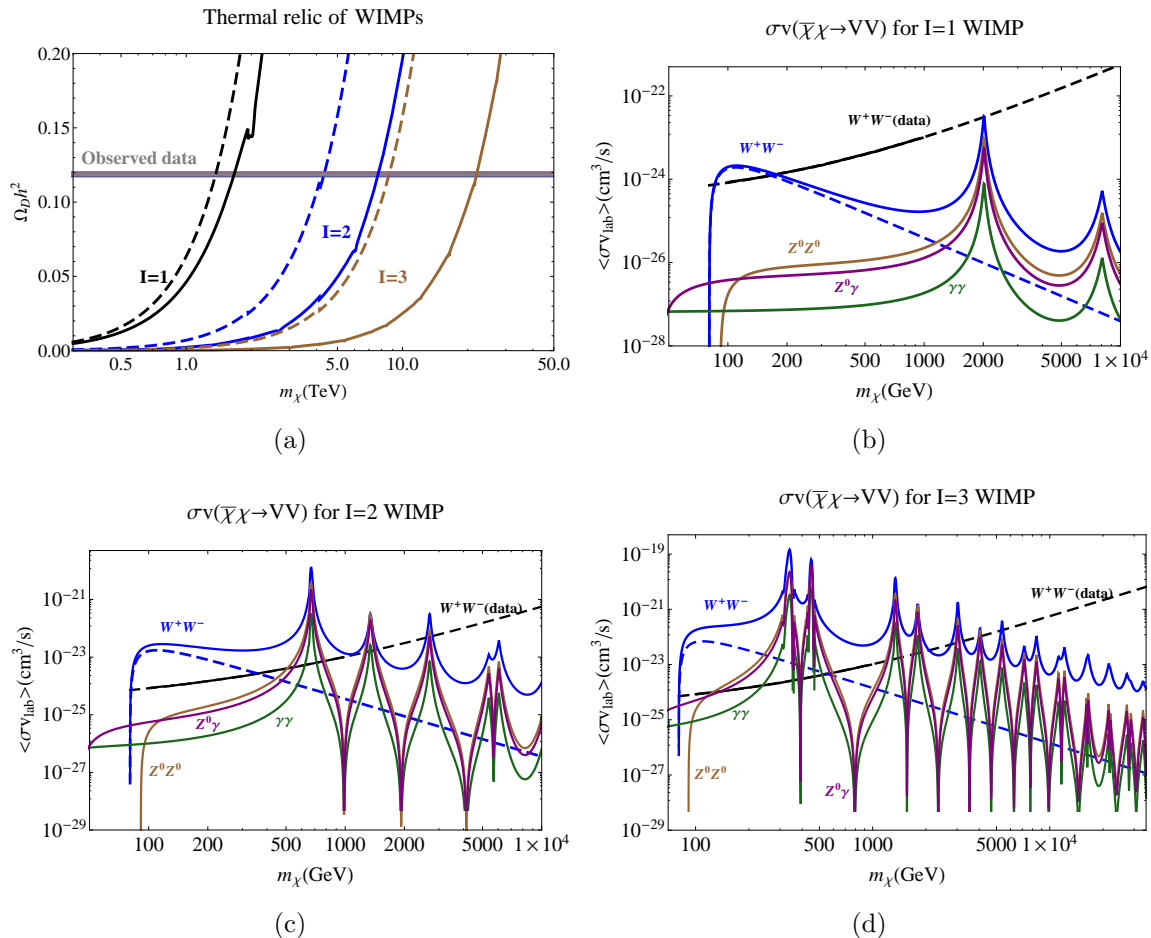 Thermal relic of WIMPs
0.20
0.15
0.10
0.05
0.00
Ω_D h²
Observed data
I=1
I=2
I=3
0.5 1.0 5.0 10.0 50.0
m_χ(TeV)
(a)
σv(χ̄χ→VV) for I=1 WIMP
10⁻²²
10⁻²⁴
10⁻²⁶
10⁻²⁸
<σv_lab>(cm³/s)
W⁺W⁻(data)
W⁺W⁻
Z⁰Z⁰
Z⁰γ
γγ
100 500 1000 5000 1×10⁴
m_χ(GeV)
(b)
σv(χ̄χ→VV) for I=2 WIMP
10⁻²¹
10⁻²³
10⁻²⁵
10⁻²⁷
10⁻²⁹
<σv_lab>(cm³/s)
W⁺W⁻(data)
W⁺W⁻
Z⁰γ
γγ
Z⁰Z⁰
100 200 500 1000 2000 5000 1×10⁴
m_χ(GeV)
(c)
σv(χ̄χ→VV) for I=3 WIMP
10⁻¹⁹
10⁻²¹
10⁻²³
10⁻²⁵
10⁻²⁷
10⁻²⁹
<σv_lab>(cm³/s)
W⁺W⁻(data)
W⁺W⁻
γγ
Z⁰Z⁰
Z⁰γ
100 500 1000 5000 1×10⁴
m_χ(GeV)
(d)